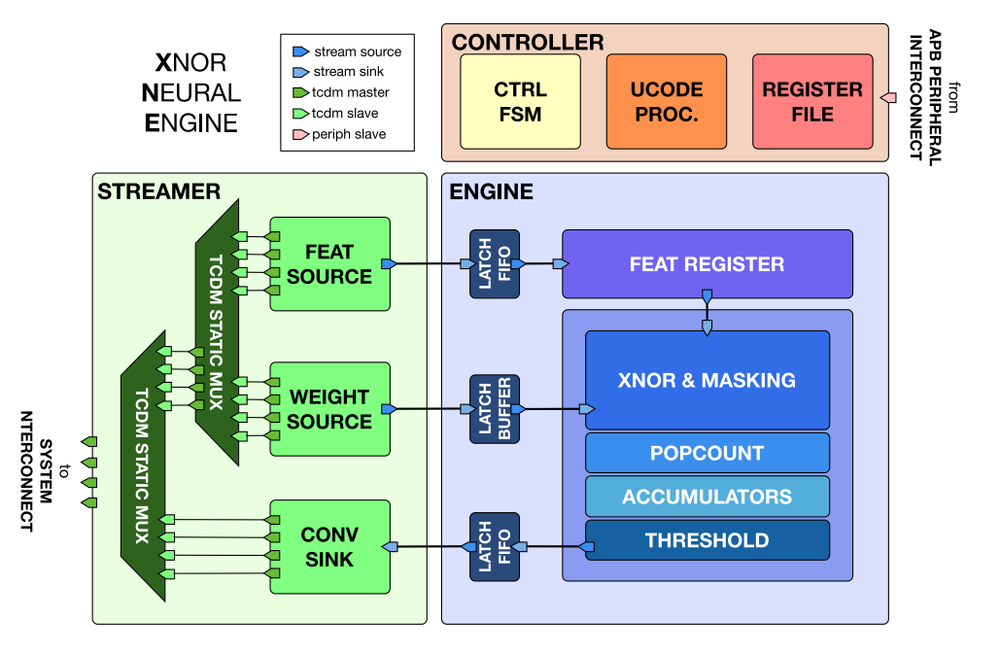 XNOR
NEURAL
ENGINE
stream source
stream sink
tcdm master
tcdm slave
periph slave
CONTROLLER
CTRL
FSM
UCODE
PROC.
REGISTER
FILE
from
APB PERIPHERAL
INTERCONNECT
STREAMER
TCDM STATIC MUX
TCDM STATIC MUX
FEAT
SOURCE
WEIGHT
SOURCE
CONV
SINK
to
SYSTEM
NTERCONNECT
ENGINE
LATCH
FIFO
LATCH
BUFFER
LATCH
FIFO
FEAT REGISTER
XNOR & MASKING
POPCOUNT
ACCUMULATORS
THRESHOLD